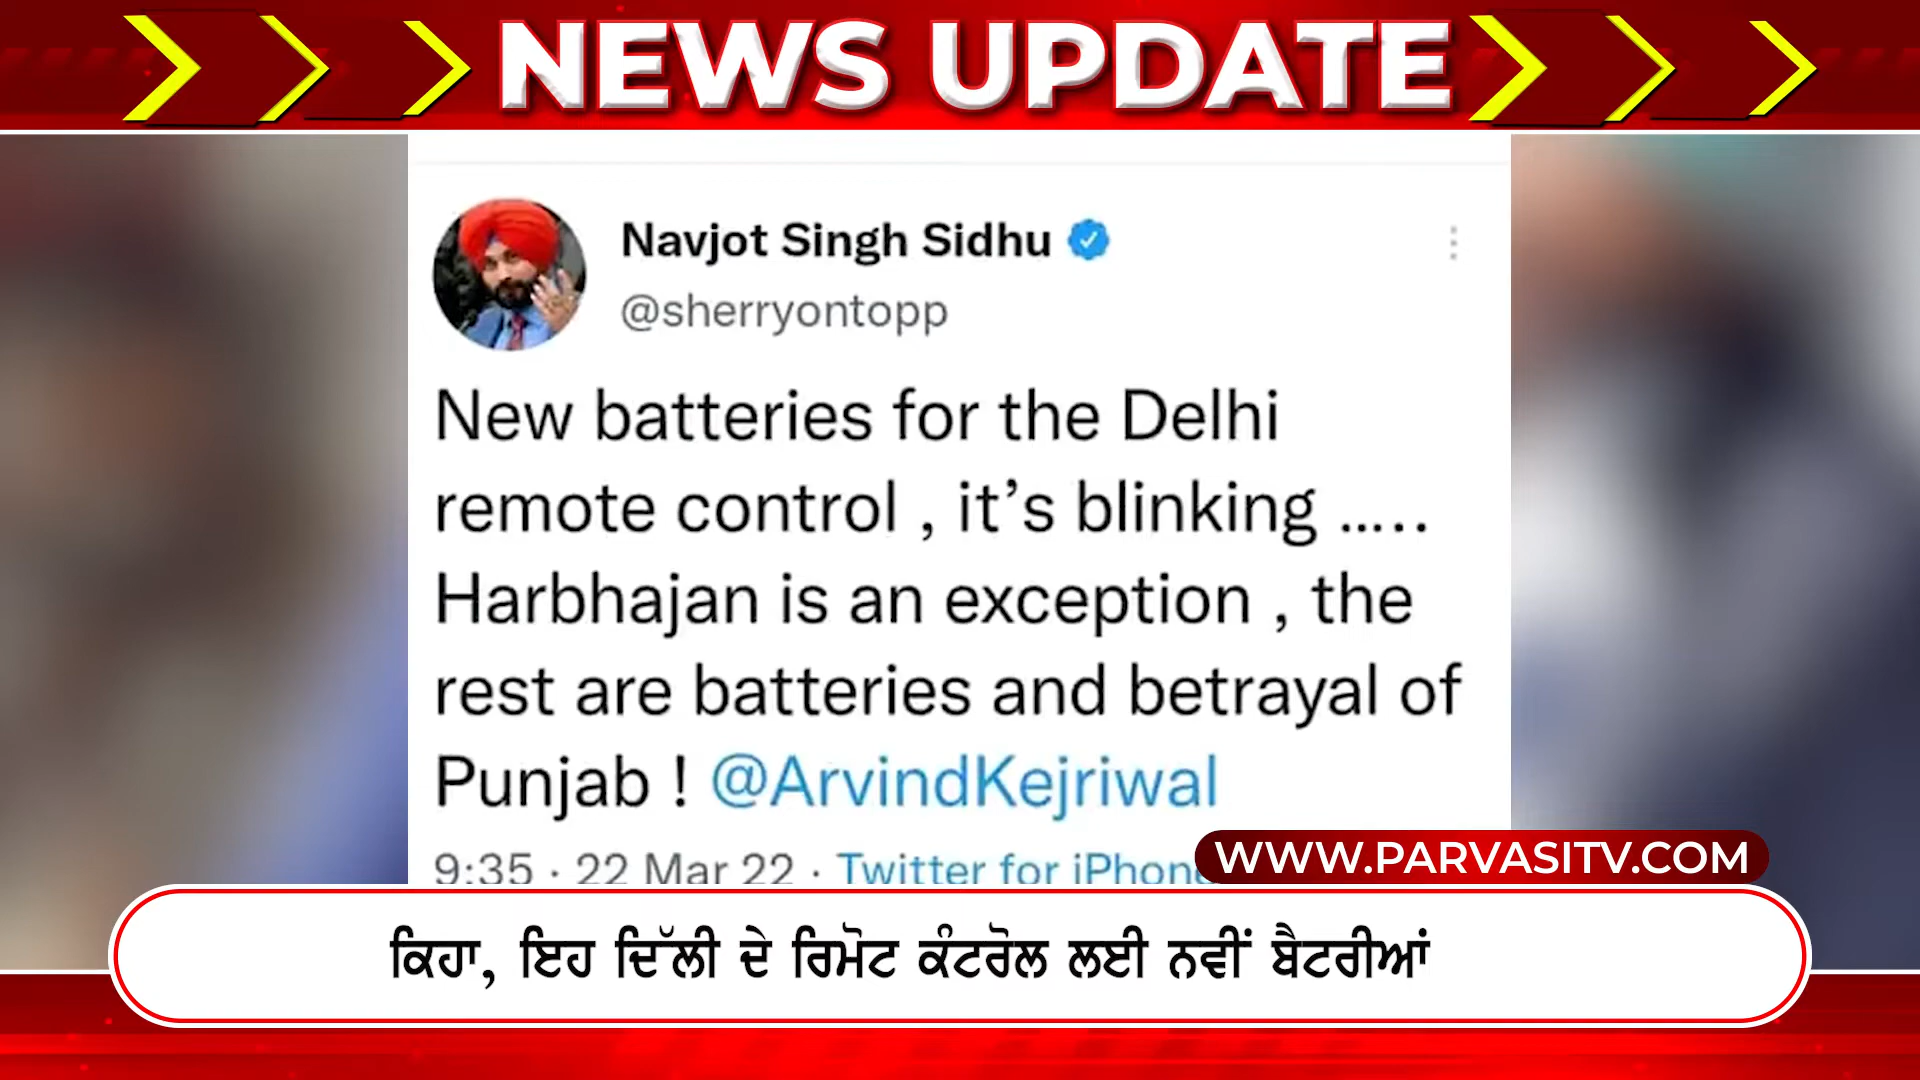 NEWS UPDATE
Navjot Singh Sidhu
@sherryontopp
New batteries for the Delhi
remote control , it’s blinking .....
Harbhajan is an exception , the
rest are batteries and betrayal of
Punjab ! @ArvindKejriwal
9:35 · 22 Mar 22 · Twitter for iPhone
WWW.PARVASITV.COM
ਕਿਹਾ, ਇਹ ਦਿੱਲੀ ਦੇ ਰਿਮੋਟ ਕੰਟਰੋਲ ਲਈ ਨਵੀਂ ਬੈਟਰੀਆਂ